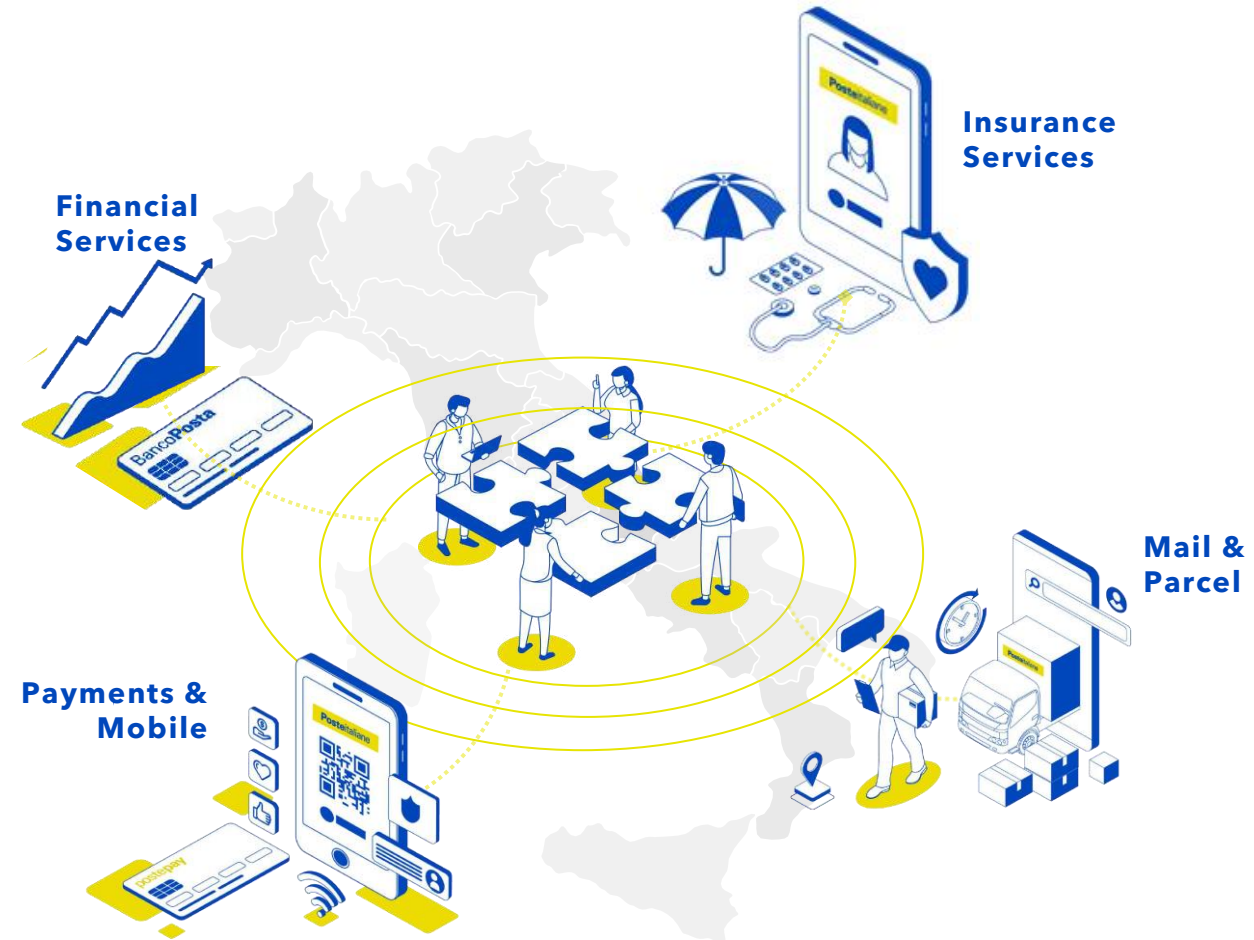 Posteitaliane
Insurance
Services
Financial
Services
BancoPosta
Mail &
Parcel
Posteitaliane
Payments &
Mobile
Posteitaliane
postepay